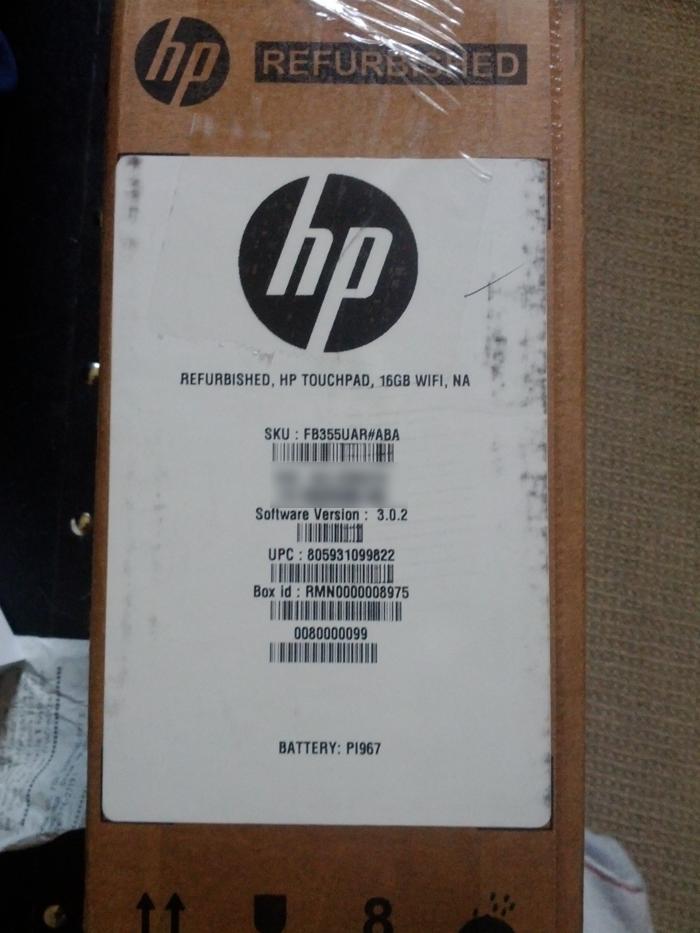 hp REFURBISHED
hp
REFURBISHED, HP TOUCHPAD, 16GB WIFI, NA
SKU : FB355UAR#ABA
Software Version : 3.0.2
UPC : 805931099822
Box id : RMN0000008975
0080000099
BATTERY: PI967
8